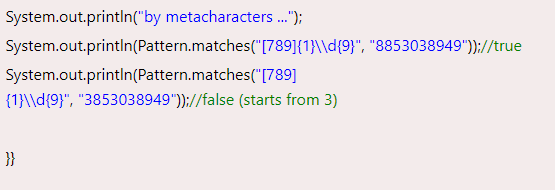 System.out.println("by metacharacters ...");
System.out.println(Pattern.matches("[789]{1}\\d{9}", "8853038949"));//true
System.out.println(Pattern.matches("[789]
{1}\\d{9}", "3853038949"));//false (starts from 3)
}}